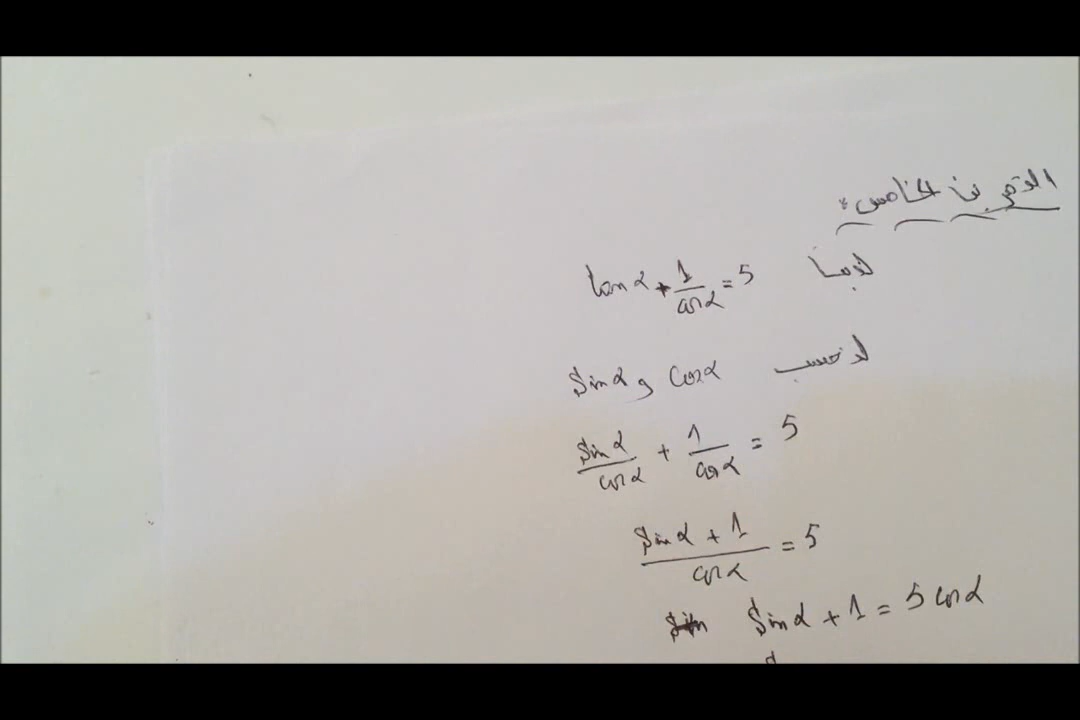 التمرين الخامس:
لدينا tan α + 1/cos α = 5
لنحسب cos α و sin α
sin α/cos α + 1/cos α = 5
(sin α + 1)/cos α = 5
sin α + 1 = 5 cos α